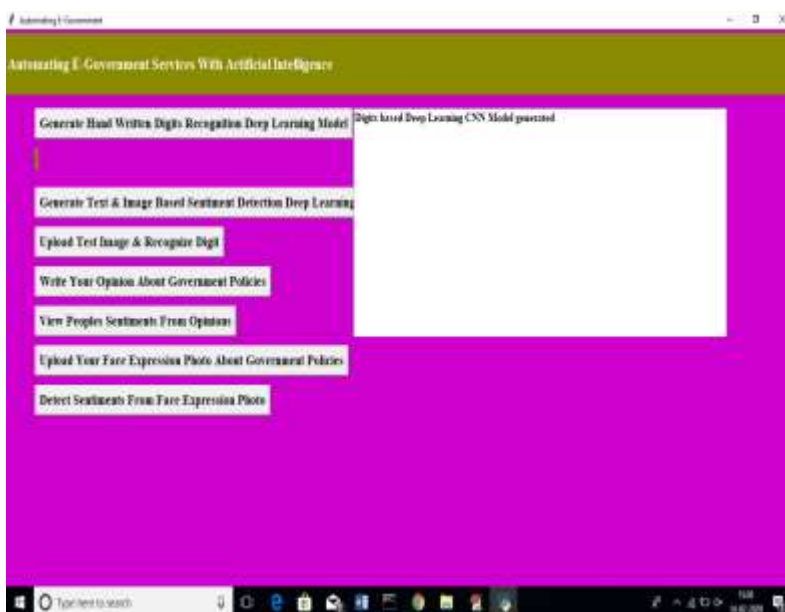 Automating E-Government
Automating E-Government Services With Artificial Intelligence
Generate Hand Written Digits Recognition Deep Learning Model
Digits based Deep Learning CNN Model generated
Generate Text & Image Based Sentiment Detection Deep Learning
Upload Test Image & Recognize Digit
Write Your Opinion About Government Policies
View Peoples Sentiments From Opinions
Upload Your Face Expression Photo About Government Policies
Detect Sentiments From Face Expression Photo
Type here to search